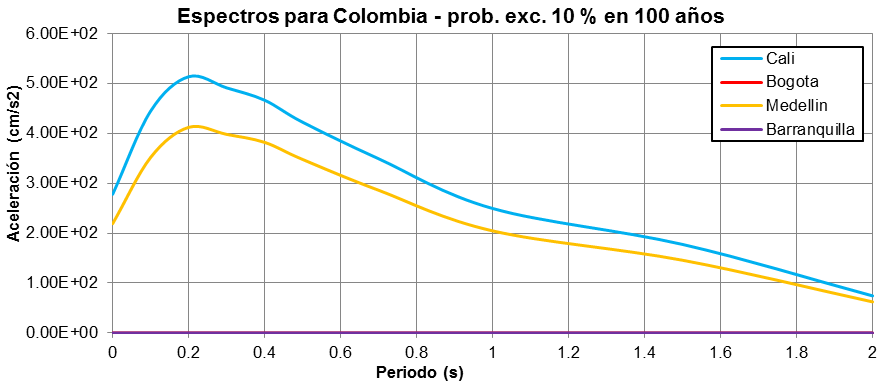 Espectros para Colombia - prob. exc. 10 % en 100 años
6.00E+02
5.00E+02
4.00E+02
3.00E+02
2.00E+02
1.00E+02
0.00E+00
Aceleración (cm/s2)
Cali
Bogota
Medellin
Barranquilla
0 0.2 0.4 0.6 0.8 1 1.2 1.4 1.6 1.8 2
Periodo (s)